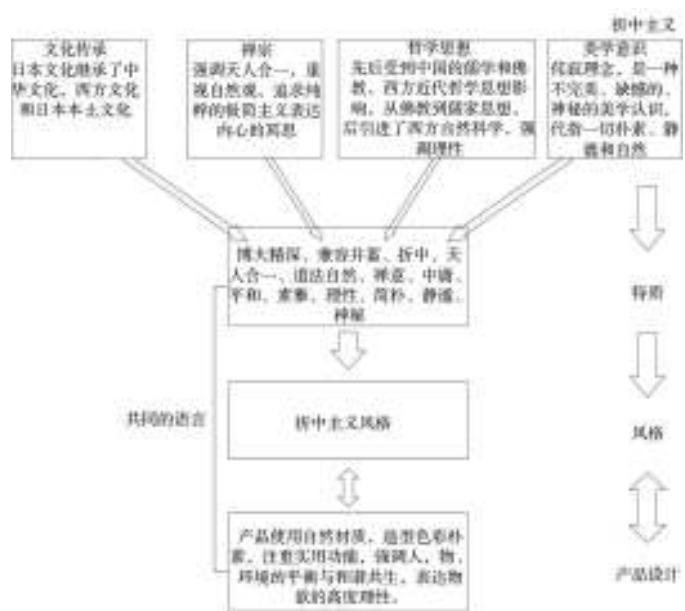 折中主义
文化传承
日本文化继承了中
华文化、西方文化
和日本本土文化
禅宗
强调天人合一,重
视自然观、追求纯
粹的极简主义表达
内心的冥思
哲学思想
先后受到中国的儒学和佛
教、西方近代哲学思想影
响、从佛教到儒家思想、
后引进了西方自然科学、强
调理性
美学意识
侘寂理念、是一种
不完美、缺憾的、
神秘的美学认识,
代指一切朴素、静
谧和自然
博大精深、兼容并蓄、折中、天
人合一、道法自然、禅意、中庸、
平和、素雅、理性、简朴、静谧、
神秘
特质
共同的语言
折中主义风格
风格
产品使用自然材质、造型色彩朴
素、注重实用功能,强调人、物、
环境的平衡与和谐共生、表达物
欲的高度理性。
产品设计